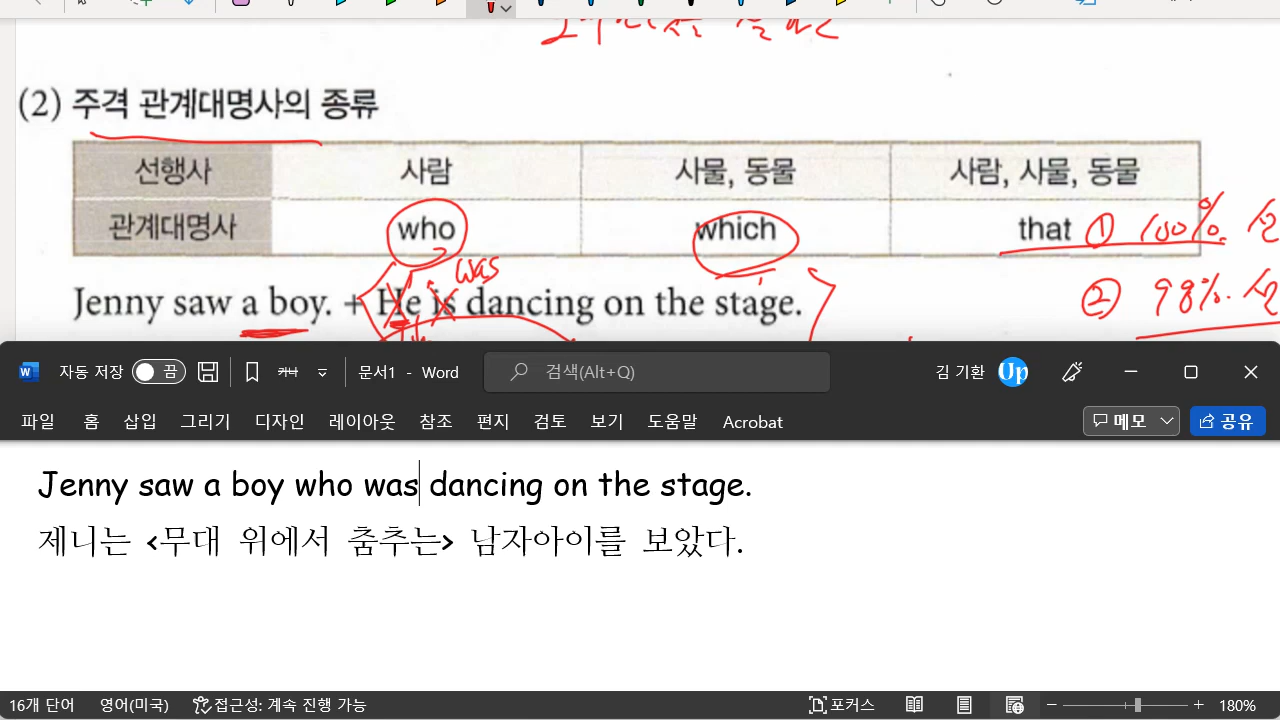 (2) 주격 관계대명사의 종류
선행사 사람 사물, 동물 사람, 사물, 동물
관계대명사 who which that ① 100%.
was
Jenny saw a boy. + He is dancing on the stage. ② 98%.
자동 저장 끔 가나 문서1 - Word 검색(Alt+Q) 김 기환 Up
파일 홈 삽입 그리기 디자인 레이아웃 참조 편지 검토 보기 도움말 Acrobat 메모 공유
Jenny saw a boy who was dancing on the stage.
제니는 <무대 위에서 춤추는> 남자아이를 보았다.
16개 단어 영어(미국) 접근성: 계속 진행 가능 포커스 180%